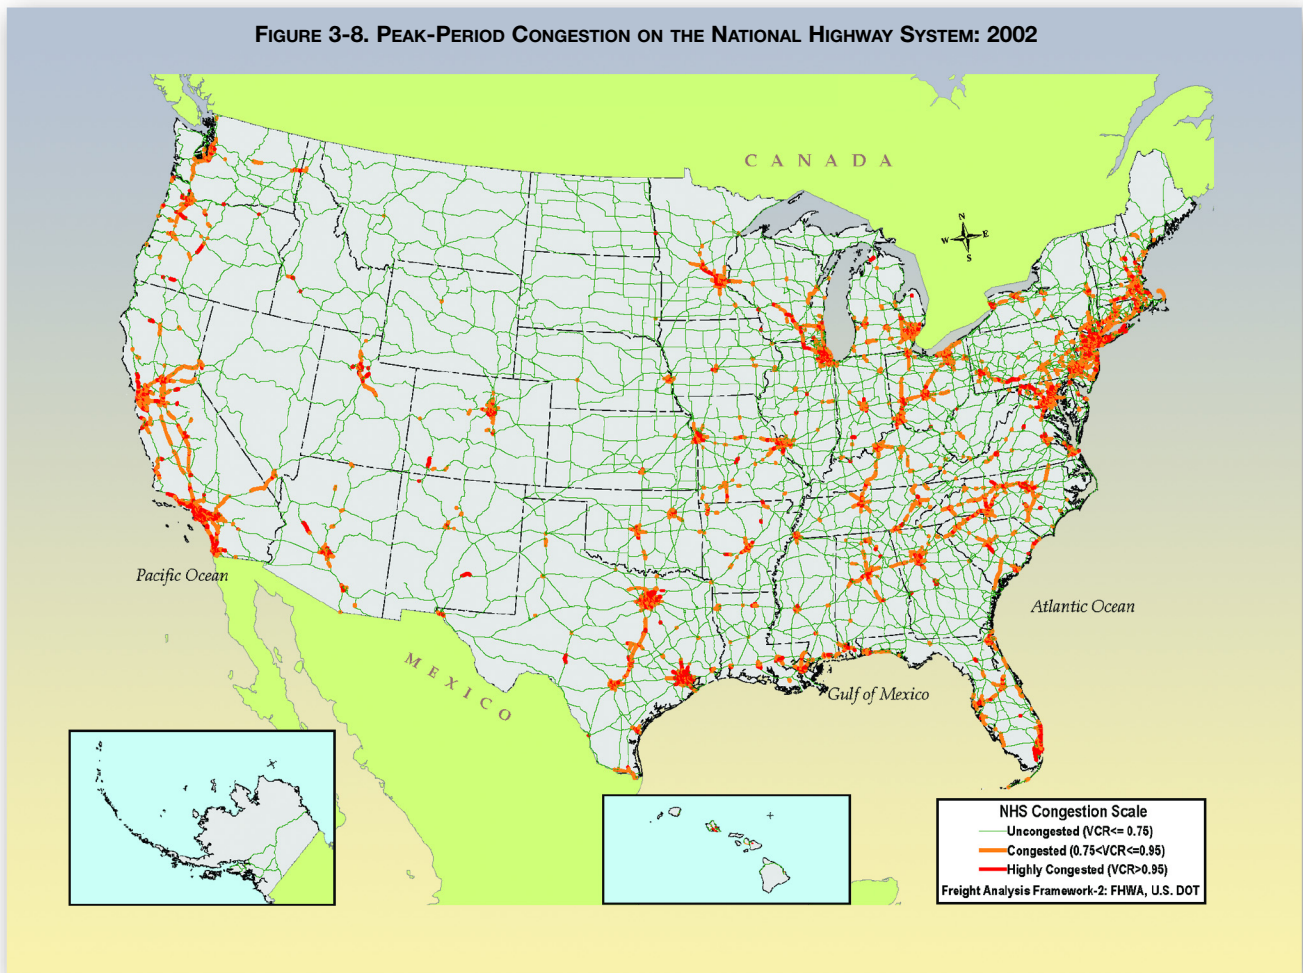 FIGURE 3-8. PEAK-PERIOD CONGESTION ON THE NATIONAL HIGHWAY SYSTEM: 2002
CANADA
N
W E
S
Pacific Ocean
Atlantic Ocean
MEXICO
Gulf of Mexico
NHS Congestion Scale
Uncongested (VCR<= 0.75)
Congested (0.75<VCR<=0.95)
Highly Congested (VCR>0.95)
Freight Analysis Framework-2: FHWA, U.S. DOT